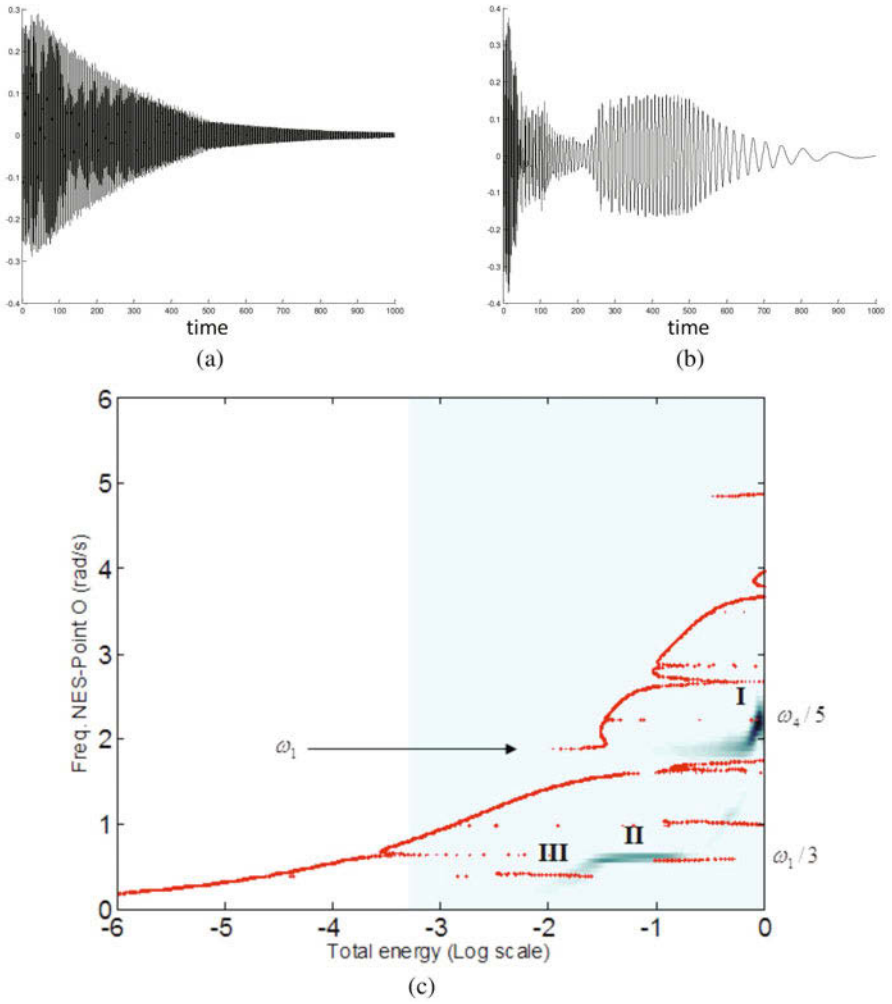 0.3
0.2
0.1
0
-0.1
-0.2
-0.3
-0.4
0 100 200 300 400 500 600 700 800 900 1000
time
(a)
0.4
0.3
0.2
0.1
0
-0.1
-0.2
-0.3
-0.4
0 100 200 300 400 500 600 700 800 900 1000
time
(b)
6
5
4
3
2
1
0
Freq. NES-Point O (rad/s)
I
ω₄/5
ω₁
III
II
ω₁/3
-6 -5 -4 -3 -2 -1 0
Total energy (Log scale)
(c)